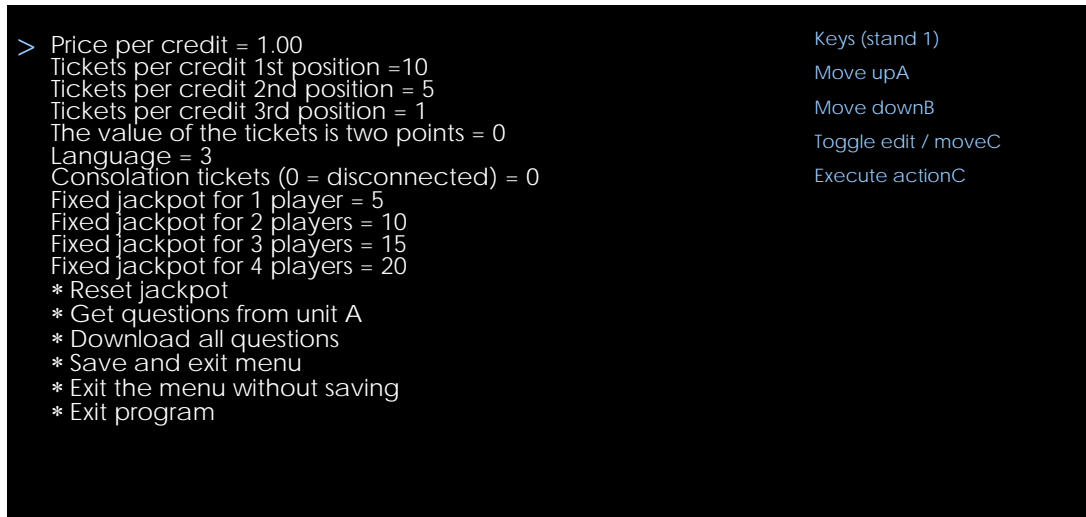 > Price per credit = 1.00
Tickets per credit 1st position =10
Tickets per credit 2nd position = 5
Tickets per credit 3rd position = 1
The value of the tickets is two points = 0
Language = 3
Consolation tickets (0 = disconnected) = 0
Fixed jackpot for 1 player = 5
Fixed jackpot for 2 players = 10
Fixed jackpot for 3 players = 15
Fixed jackpot for 4 players = 20
* Reset jackpot
* Get questions from unit A
* Download all questions
* Save and exit menu
* Exit the menu without saving
* Exit program
Keys (stand 1)
Move upA
Move downB
Toggle edit / moveC
Execute actionC